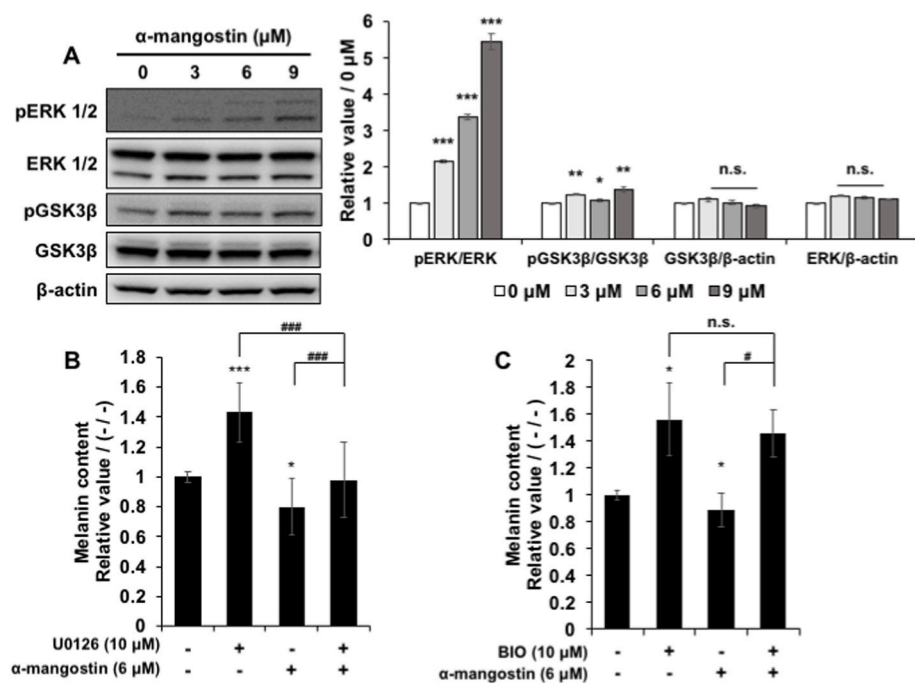 A
α-mangostin (μM)
0 3 6 9
pERK 1/2
ERK 1/2
pGSK3β
GSK3β
β-actin
Relative value / 0 μM
6
5
4
3
2
1
0
*** *** ***
** * **
n.s.
n.s.
pERK/ERK pGSK3β/GSK3β GSK3β/β-actin ERK/β-actin
0 μM 3 μM 6 μM 9 μM
B
Melanin content
Relative value / (- / -)
1.8
1.6
1.4
1.2
1
0.8
0.6
0.4
0.2
0
###
###
***
*
U0126 (10 μM) - + - +
α-mangostin (6 μM) - - + +
C
Melanin content
Relative value / (- / -)
2
1.8
1.6
1.4
1.2
1
0.8
0.6
0.4
0.2
0
n.s.
#
*
*
BIO (10 μM) - + - +
α-mangostin (6 μM) - - + +